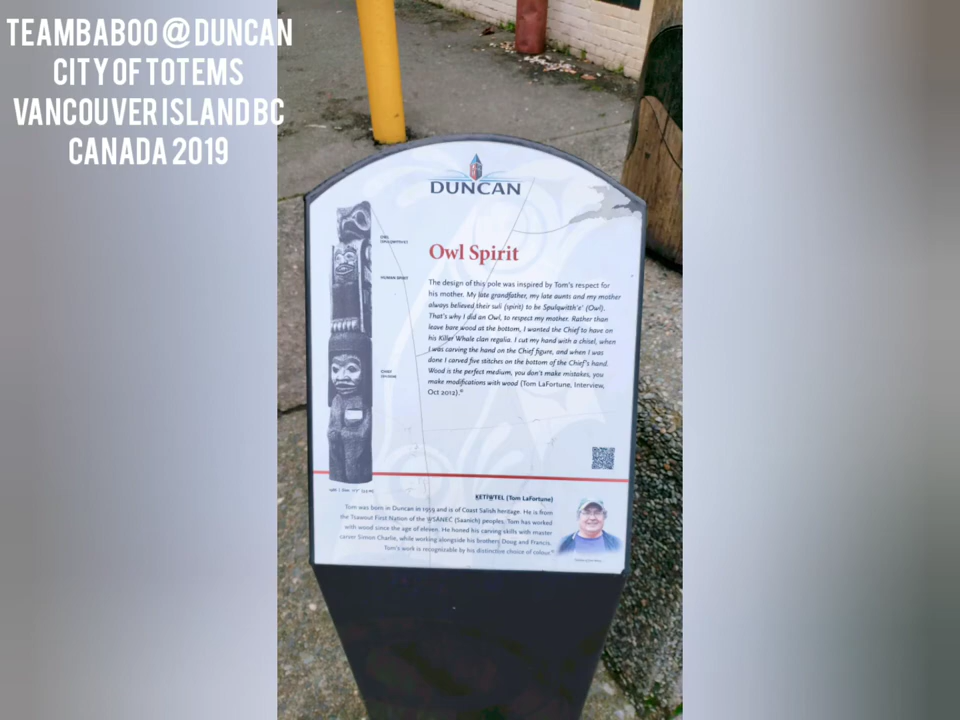 TEAMBABOO @ DUNCAN
CITY OF TOTEMS
VANCOUVER ISLAND BC
CANADA 2019
DUNCAN
Owl Spirit
The design of this pole was inspired by Tom's respect for
his mother. My late grandfather, my late aunts and my mother
always believed their suli (spirit) to be Spulqwitth'e' (Owl).
That's why I did an Owl, to respect my mother. Rather than
leave bare wood at the bottom, I wanted the Chief to have on
his Killer Whale clan regalia. I cut my hand with a chisel, when
I was carving the hand on the Chief figure, and when I was
done I carved five stitches on the bottom of the Chief's hand.
Wood is the perfect medium, you don't make mistakes, you
make modifications with wood (Tom LaFortune, Interview,
Oct 2012)."
OWL
HUMAN SPIRIT
CHIEF
KETIWTEL (Tom LaFortune)
Tom was born in Duncan in 1959 and is of Coast Salish heritage. He is from
the Tsawout First Nation of the WSÁNEC (Saanich) peoples. Tom has worked
with wood since the age of eleven. He honed his carving skills with master
carver Simon Charlie, while working alongside his brothers Doug and Francis.
Tom's work is recognizable by his distinctive choice of colour."